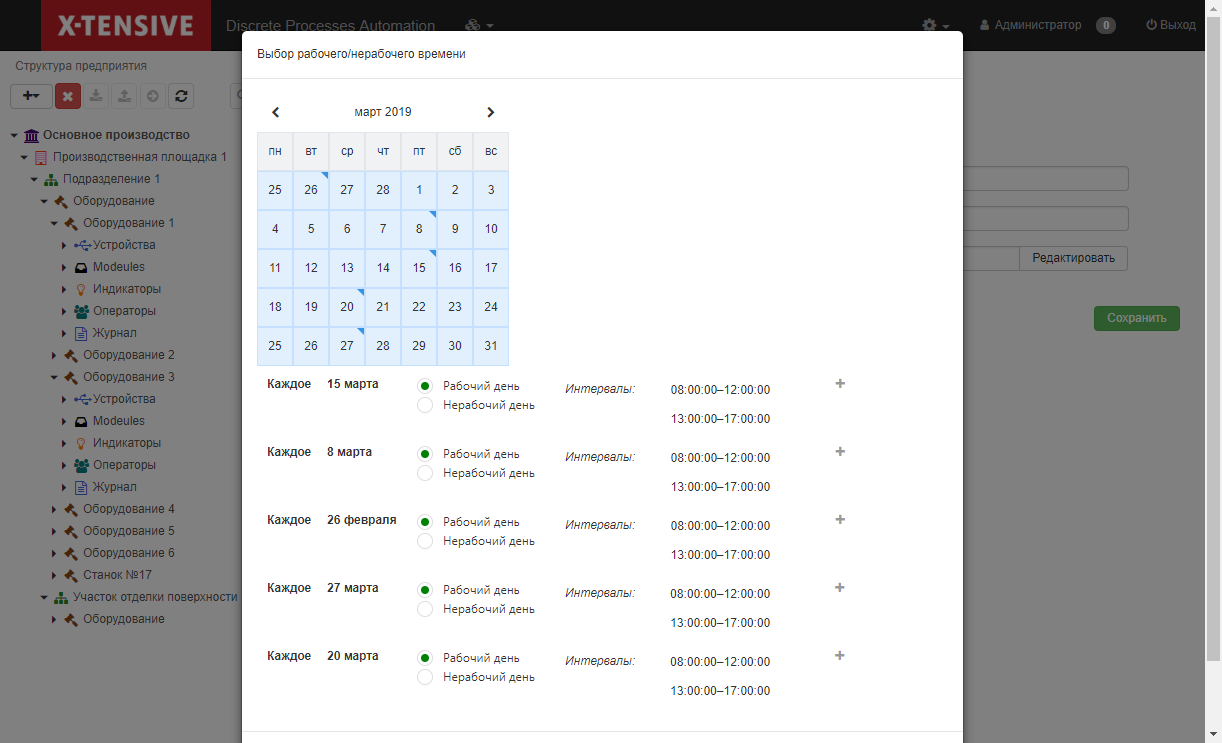 X-TENSIVE
Discrete Processes Automation
Администратор 0 Выход
Структура предприятия
Основное производство
Производственная площадка 1
Подразделение 1
Оборудование
Оборудование 1
Устройства
Modeules
Индикаторы
Операторы
Журнал
Оборудование 2
Оборудование 3
Устройства
Modeules
Индикаторы
Операторы
Журнал
Оборудование 4
Оборудование 5
Оборудование 6
Станок №17
Участок отделки поверхности
Оборудование
Выбор рабочего/нерабочего времени
март 2019
пн вт ср чт пт сб вс
25 26 27 28 1 2 3
4 5 6 7 8 9 10
11 12 13 14 15 16 17
18 19 20 21 22 23 24
25 26 27 28 29 30 31
Каждое 15 марта Рабочий день Интервалы: 08:00:00–12:00:00
Нерабочий день 13:00:00–17:00:00
Каждое 8 марта Рабочий день Интервалы: 08:00:00–12:00:00
Нерабочий день 13:00:00–17:00:00
Каждое 26 февраля Рабочий день Интервалы: 08:00:00–12:00:00
Нерабочий день 13:00:00–17:00:00
Каждое 27 марта Рабочий день Интервалы: 08:00:00–12:00:00
Нерабочий день 13:00:00–17:00:00
Каждое 20 марта Рабочий день Интервалы: 08:00:00–12:00:00
Нерабочий день 13:00:00–17:00:00
Редактировать
Сохранить